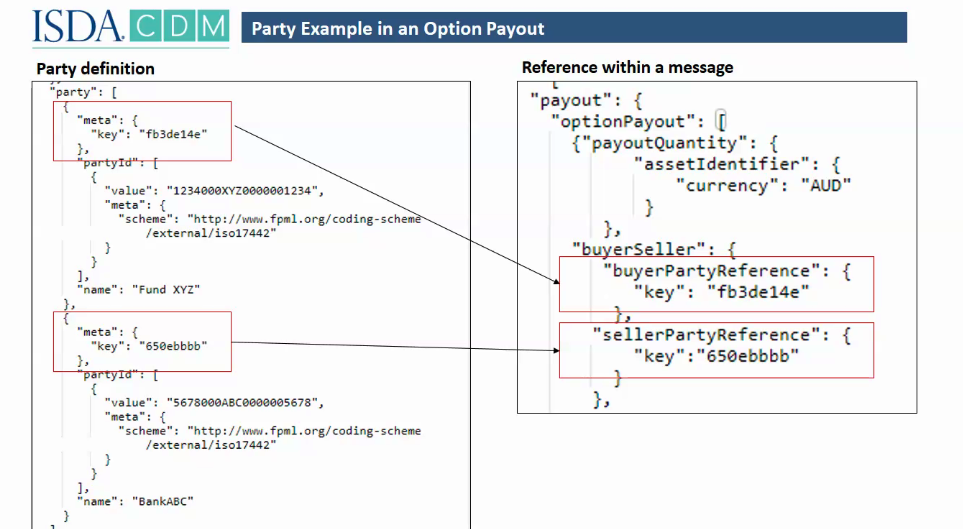 ISDA. CDM Party Example in an Option Payout
Party definition
"party": [
{
"meta": {
"key": "fb3de14e"
},
"partyId": [
{
"value": "1234000XYZ0000001234",
"meta": {
"scheme": "http://www.fpml.org/coding-scheme
/external/iso17442"
}
}
],
"name": "Fund XYZ"
},
{
"meta": {
"key": "650ebbbb"
},
"partyId": [
{
"value": "5678000ABC0000005678",
"meta": {
"scheme": "http://www.fpml.org/coding-scheme
/external/iso17442"
}
}
],
"name": "BankABC"
}
Reference within a message
"payout": {
"optionPayout": [
{"payoutQuantity": {
"assetIdentifier": {
"currency": "AUD"
}
},
"buyerSeller": {
"buyerPartyReference": {
"key": "fb3de14e"
},
"sellerPartyReference": {
"key":"650ebbbb"
}
},